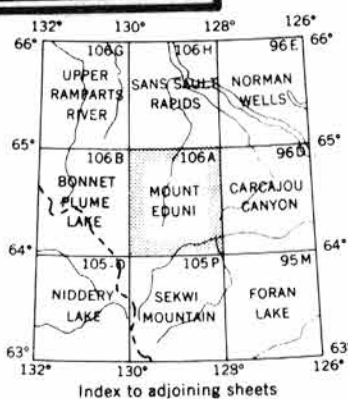 132° 130° 128° 126°
66° 66°
106G 106H 96E
UPPER RAMPARTS RIVER
SANS SAULT RAPIDS
NORMAN WELLS
65° 65°
106B 106A 96D
BONNET PLUME LAKE
MOUNT EDUNI
CARCAJOU CANYON
64° 64°
105 O 105 P 95 M
NIDDERY LAKE
SEKWI MOUNTAIN
FORAN LAKE
63° 63°
132° 130° 128° 126°
Index to adjoining sheets